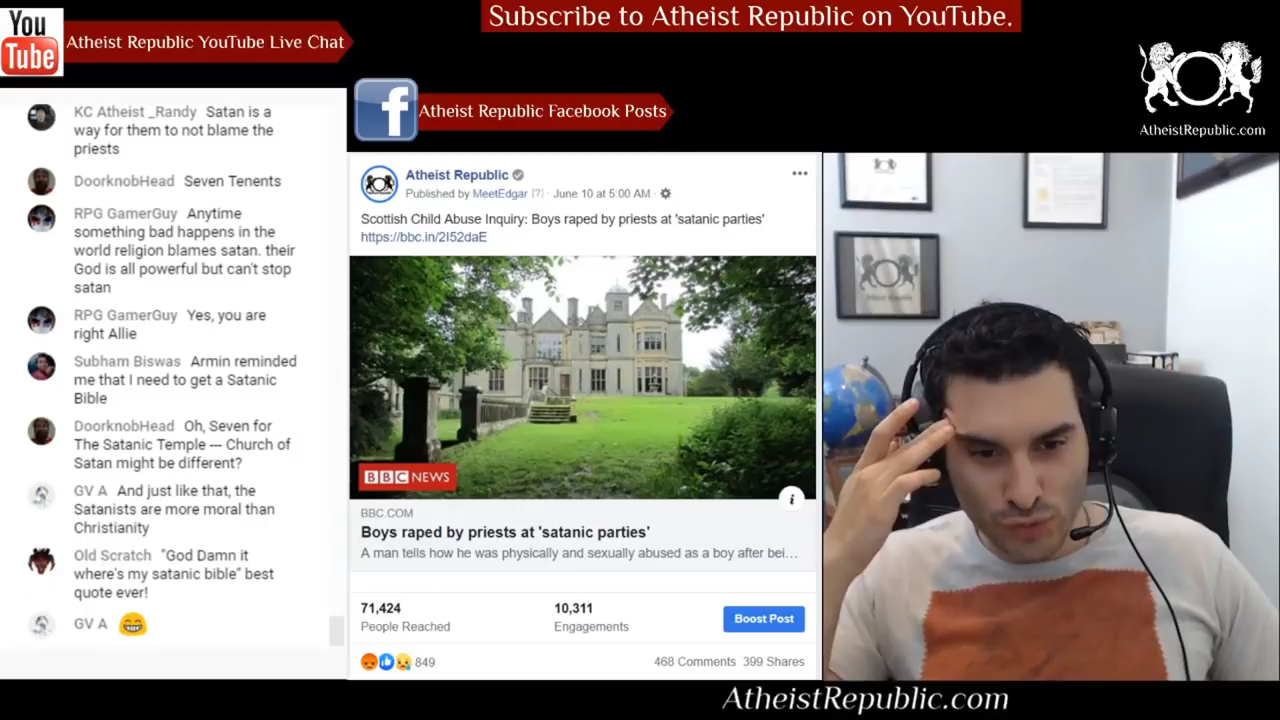 Subscribe to Atheist Republic on YouTube.
You
Tube
Atheist Republic YouTube Live Chat
AtheistRepublic.com
f
Atheist Republic Facebook Posts
KC Atheist _Randy Satan is a
way for them to not blame the
priests
DoorknobHead Seven Tenents
RPG GamerGuy Anytime
something bad happens in the
world religion blames satan. their
God is all powerful but can't stop
satan
RPG GamerGuy Yes, you are
right Allie
Subham Biswas Armin reminded
me that I need to get a Satanic
Bible
DoorknobHead Oh, Seven for
The Satanic Temple --- Church of
Satan might be different?
GV A And just like that, the
Satanists are more moral than
Christianity
Old Scratch "God Damn it
where's my satanic bible" best
quote ever!
GV A 😂
Atheist Republic
Published by MeetEdgar [?] · June 10 at 5:00 AM ·
Scottish Child Abuse Inquiry: Boys raped by priests at 'satanic parties'
https://bbc.in/2I52daE
BBC NEWS
i
BBC.COM
Boys raped by priests at 'satanic parties'
A man tells how he was physically and sexually abused as a boy after bei...
71,424
People Reached
10,311
Engagements
Boost Post
849
468 Comments 399 Shares
Atheist Republic
AtheistRepublic.com